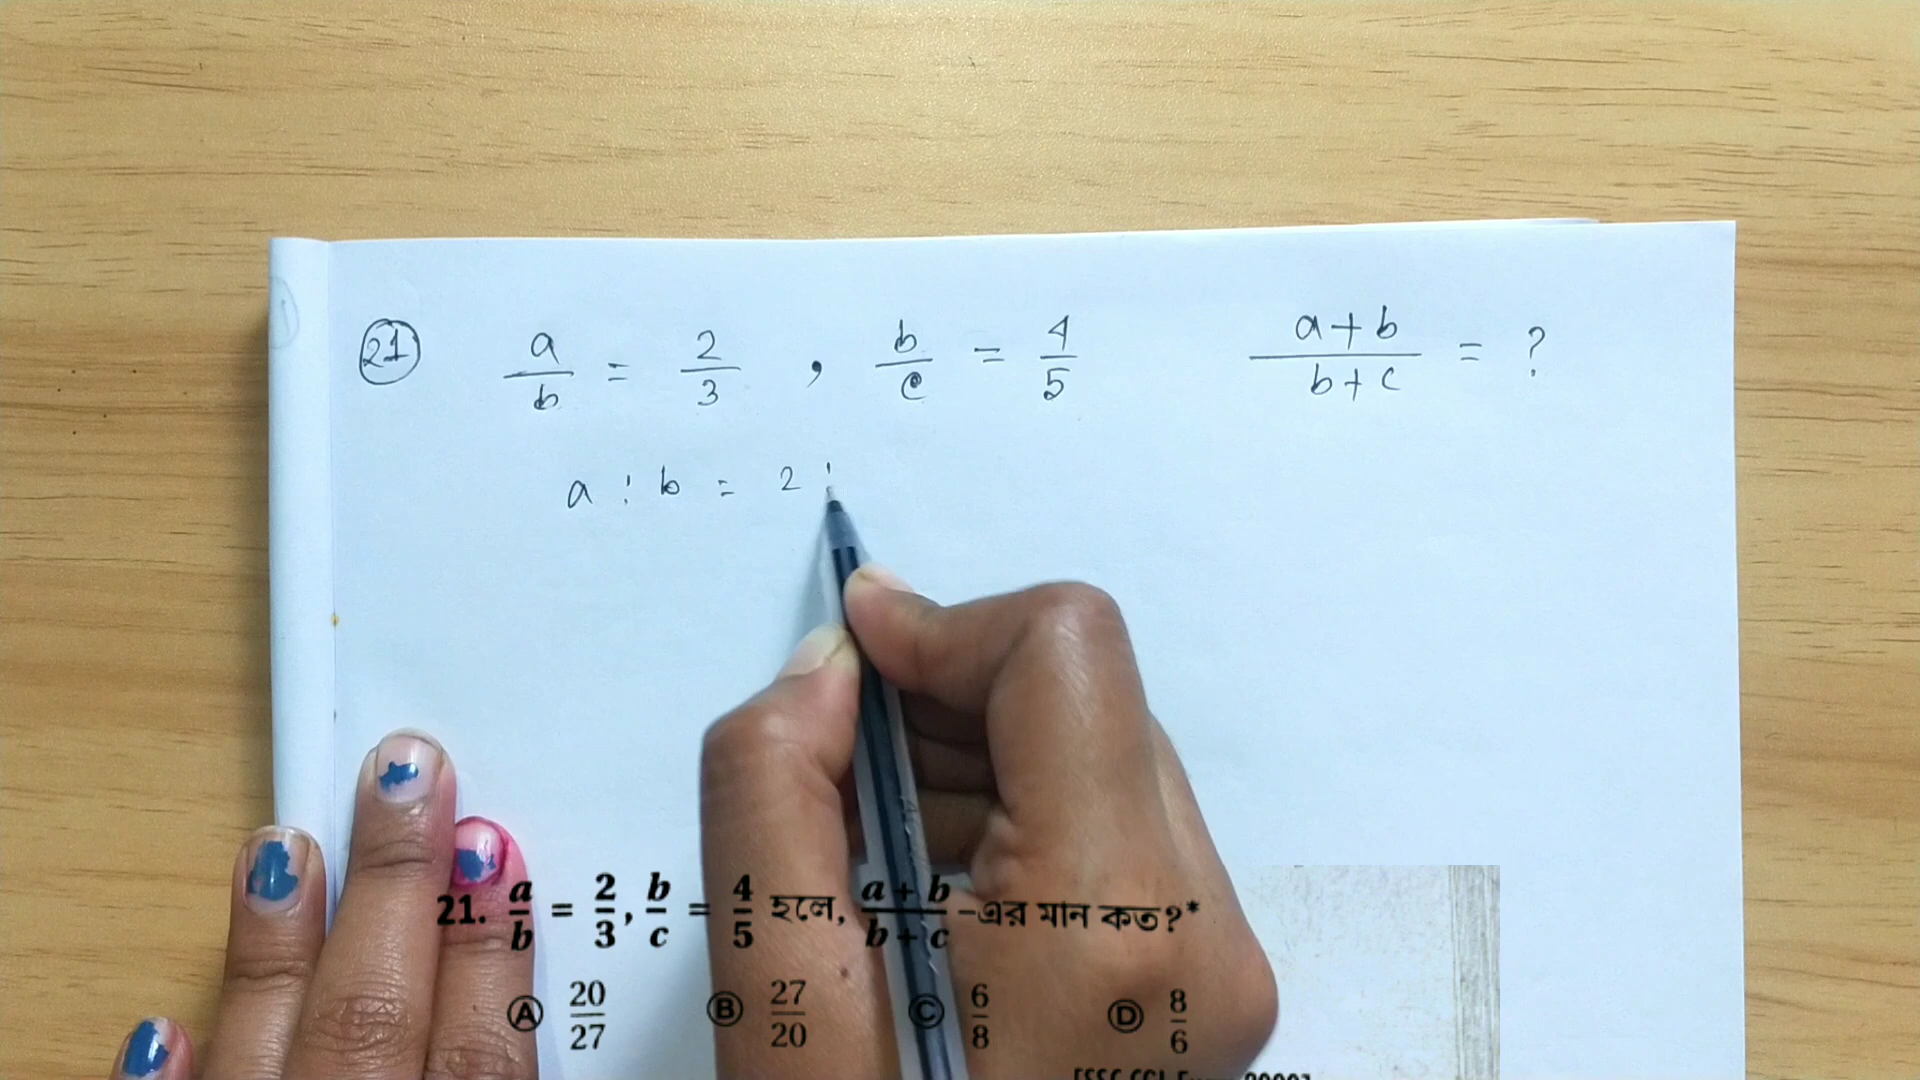 21 a/b = 2/3 , b/c = 4/5 a+b/b+c = ?
a : b = 2 :
21. a/b = 2/3, b/c = 4/5 হলে, a+b/b+c –এর মান কত?*
A 20/27 B 27/20 C 6/8 D 8/6